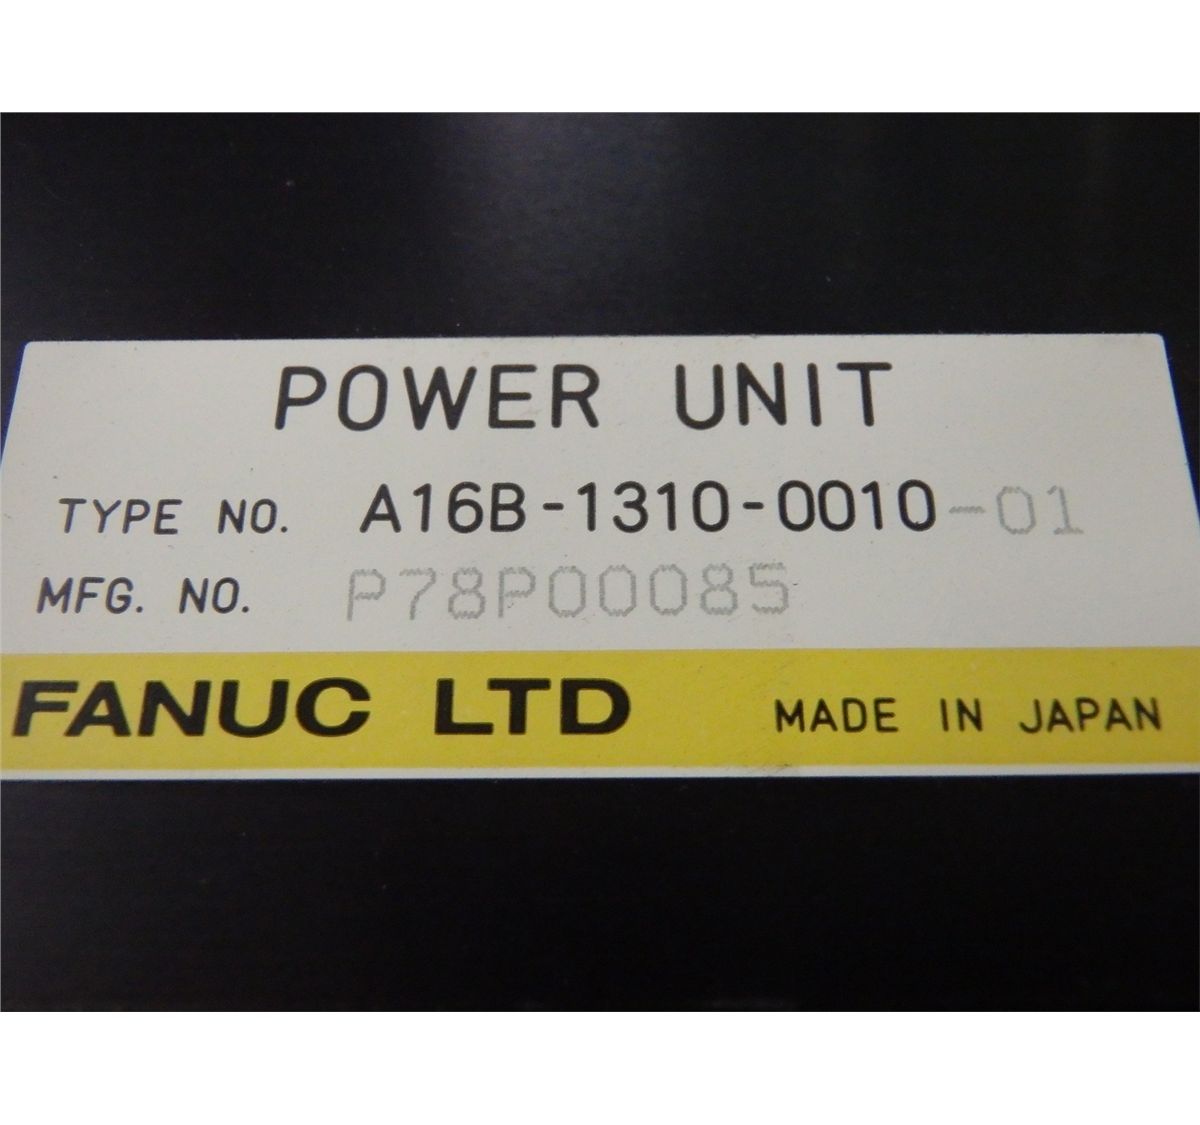 POWER UNIT
TYPE NO. A16B-1310-0010-01
MFG. NO. P78P00085
FANUC LTD MADE IN JAPAN